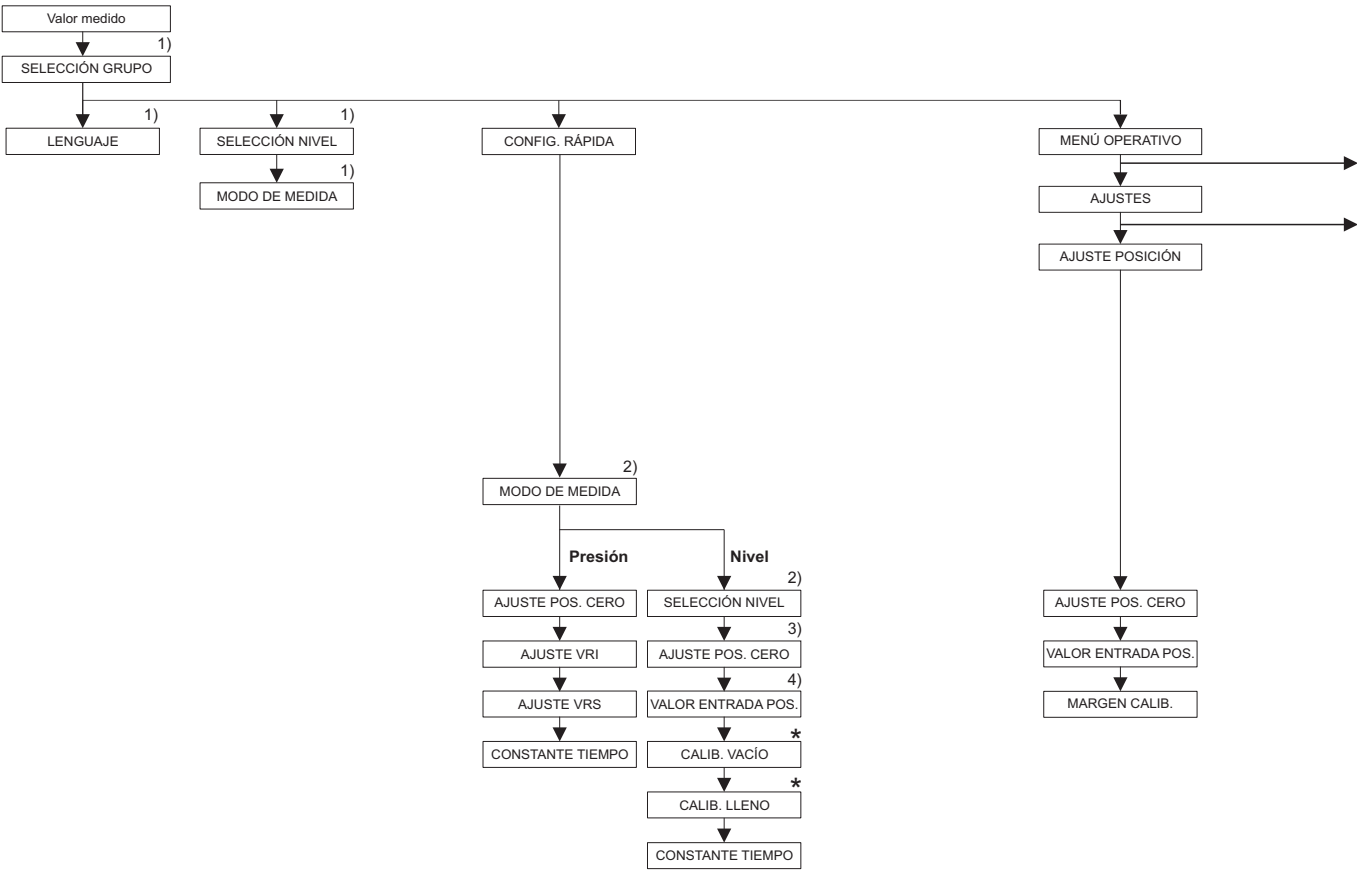 Valor medido
1)
SELECCIÓN GRUPO
1)
LENGUAJE
1)
SELECCIÓN NIVEL
CONFIG. RÁPIDA
MENÚ OPERATIVO
1)
MODO DE MEDIDA
AJUSTES
AJUSTE POSICIÓN
2)
MODO DE MEDIDA
Presión
Nivel
2)
AJUSTE POS. CERO
SELECCIÓN NIVEL
AJUSTE POS. CERO
3)
AJUSTE VRI
AJUSTE POS. CERO
VALOR ENTRADA POS.
4)
AJUSTE VRS
VALOR ENTRADA POS.
MARGEN CALIB.
*
CONSTANTE TIEMPO
CALIB. VACÍO
*
CALIB. LLENO
CONSTANTE TIEMPO